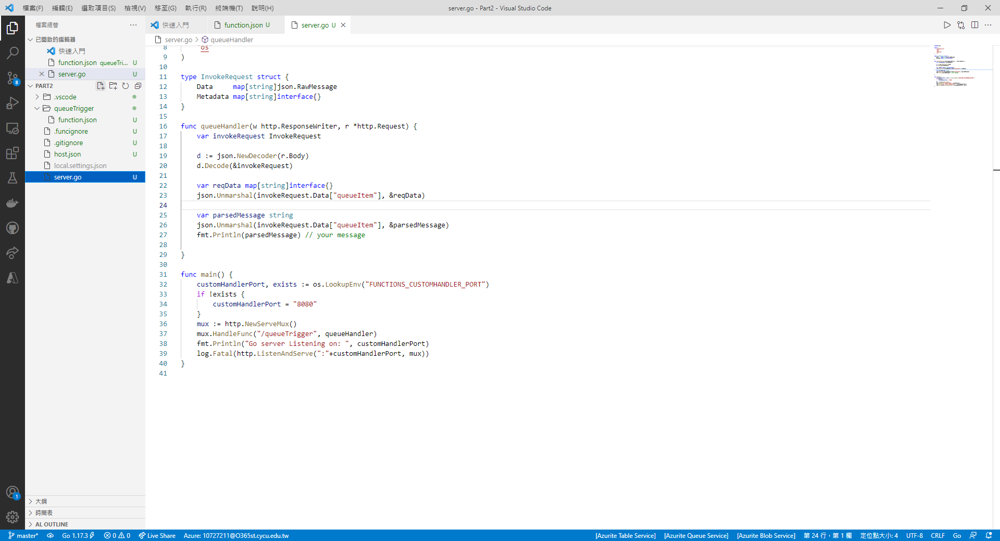 檔案(F) 編輯(E) 選取項目(S) 檢視(V) 移至(G) 執行(R) 終端機(T) 說明(H) server.go - Part2 - Visual Studio Code
檔案總管
已開啟的編輯器
快速入門
function.json queueTri... U
server.go U
PART2
.vscode
queueTrigger
function.json U
.funcignore U
.gitignore U
host.json U
local.settings.json
server.go U
大綱
時間表
AL OUTLINE
8
1
快速入門 function.json U server.go U
server.go > queueHandler
8 "os"
9 )
10
11 type InvokeRequest struct {
12 Data map[string]json.RawMessage
13 Metadata map[string]interface{}
14 }
15
16 func queueHandler(w http.ResponseWriter, r *http.Request) {
17 var invokeRequest InvokeRequest
18
19 d := json.NewDecoder(r.Body)
20 d.Decode(&invokeRequest)
21
22 var reqData map[string]interface{}
23 json.Unmarshal(invokeRequest.Data["queueItem"], &reqData)
24
25 var parsedMessage string
26 json.Unmarshal(invokeRequest.Data["queueItem"], &parsedMessage)
27 fmt.Println(parsedMessage) // your message
28
29 }
30
31 func main() {
32 customHandlerPort, exists := os.LookupEnv("FUNCTIONS_CUSTOMHANDLER_PORT")
33 if !exists {
34 customHandlerPort = "8080"
35 }
36 mux := http.NewServeMux()
37 mux.HandleFunc("/queueTrigger", queueHandler)
38 fmt.Println("Go server Listening on: ", customHandlerPort)
39 log.Fatal(http.ListenAndServe(":"+customHandlerPort, mux))
40 }
41
master* Go 1.17.3 0 0 Live Share Azure: 10727211@O365st.cycu.edu.tw [Azurite Table Service] [Azurite Queue Service] [Azurite Blob Service] 第 24 行，第 1 欄 定位點大小: 4 UTF-8 CRLF Go